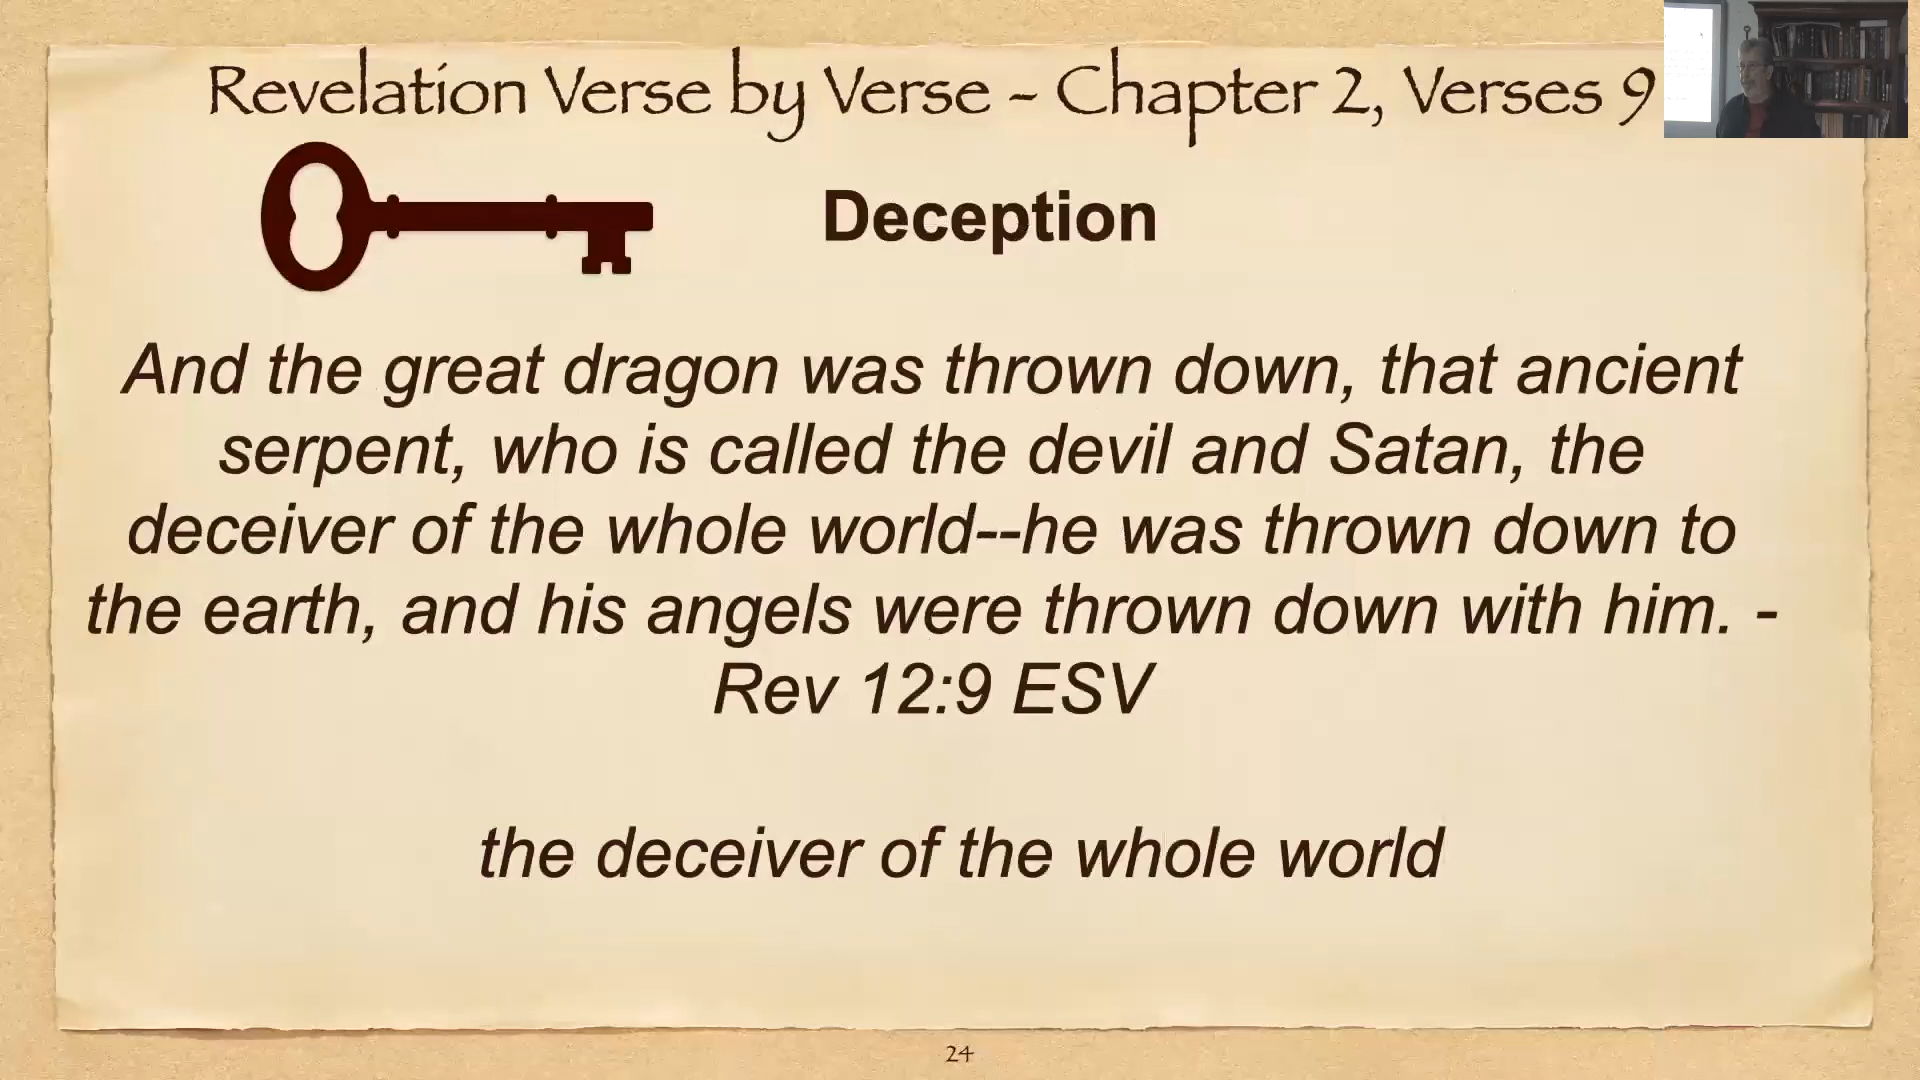 Revelation Verse by Verse - Chapter 2, Verses 9
Deception
And the great dragon was thrown down, that ancient
serpent, who is called the devil and Satan, the
deceiver of the whole world--he was thrown down to
the earth, and his angels were thrown down with him. -
Rev 12:9 ESV
the deceiver of the whole world
24